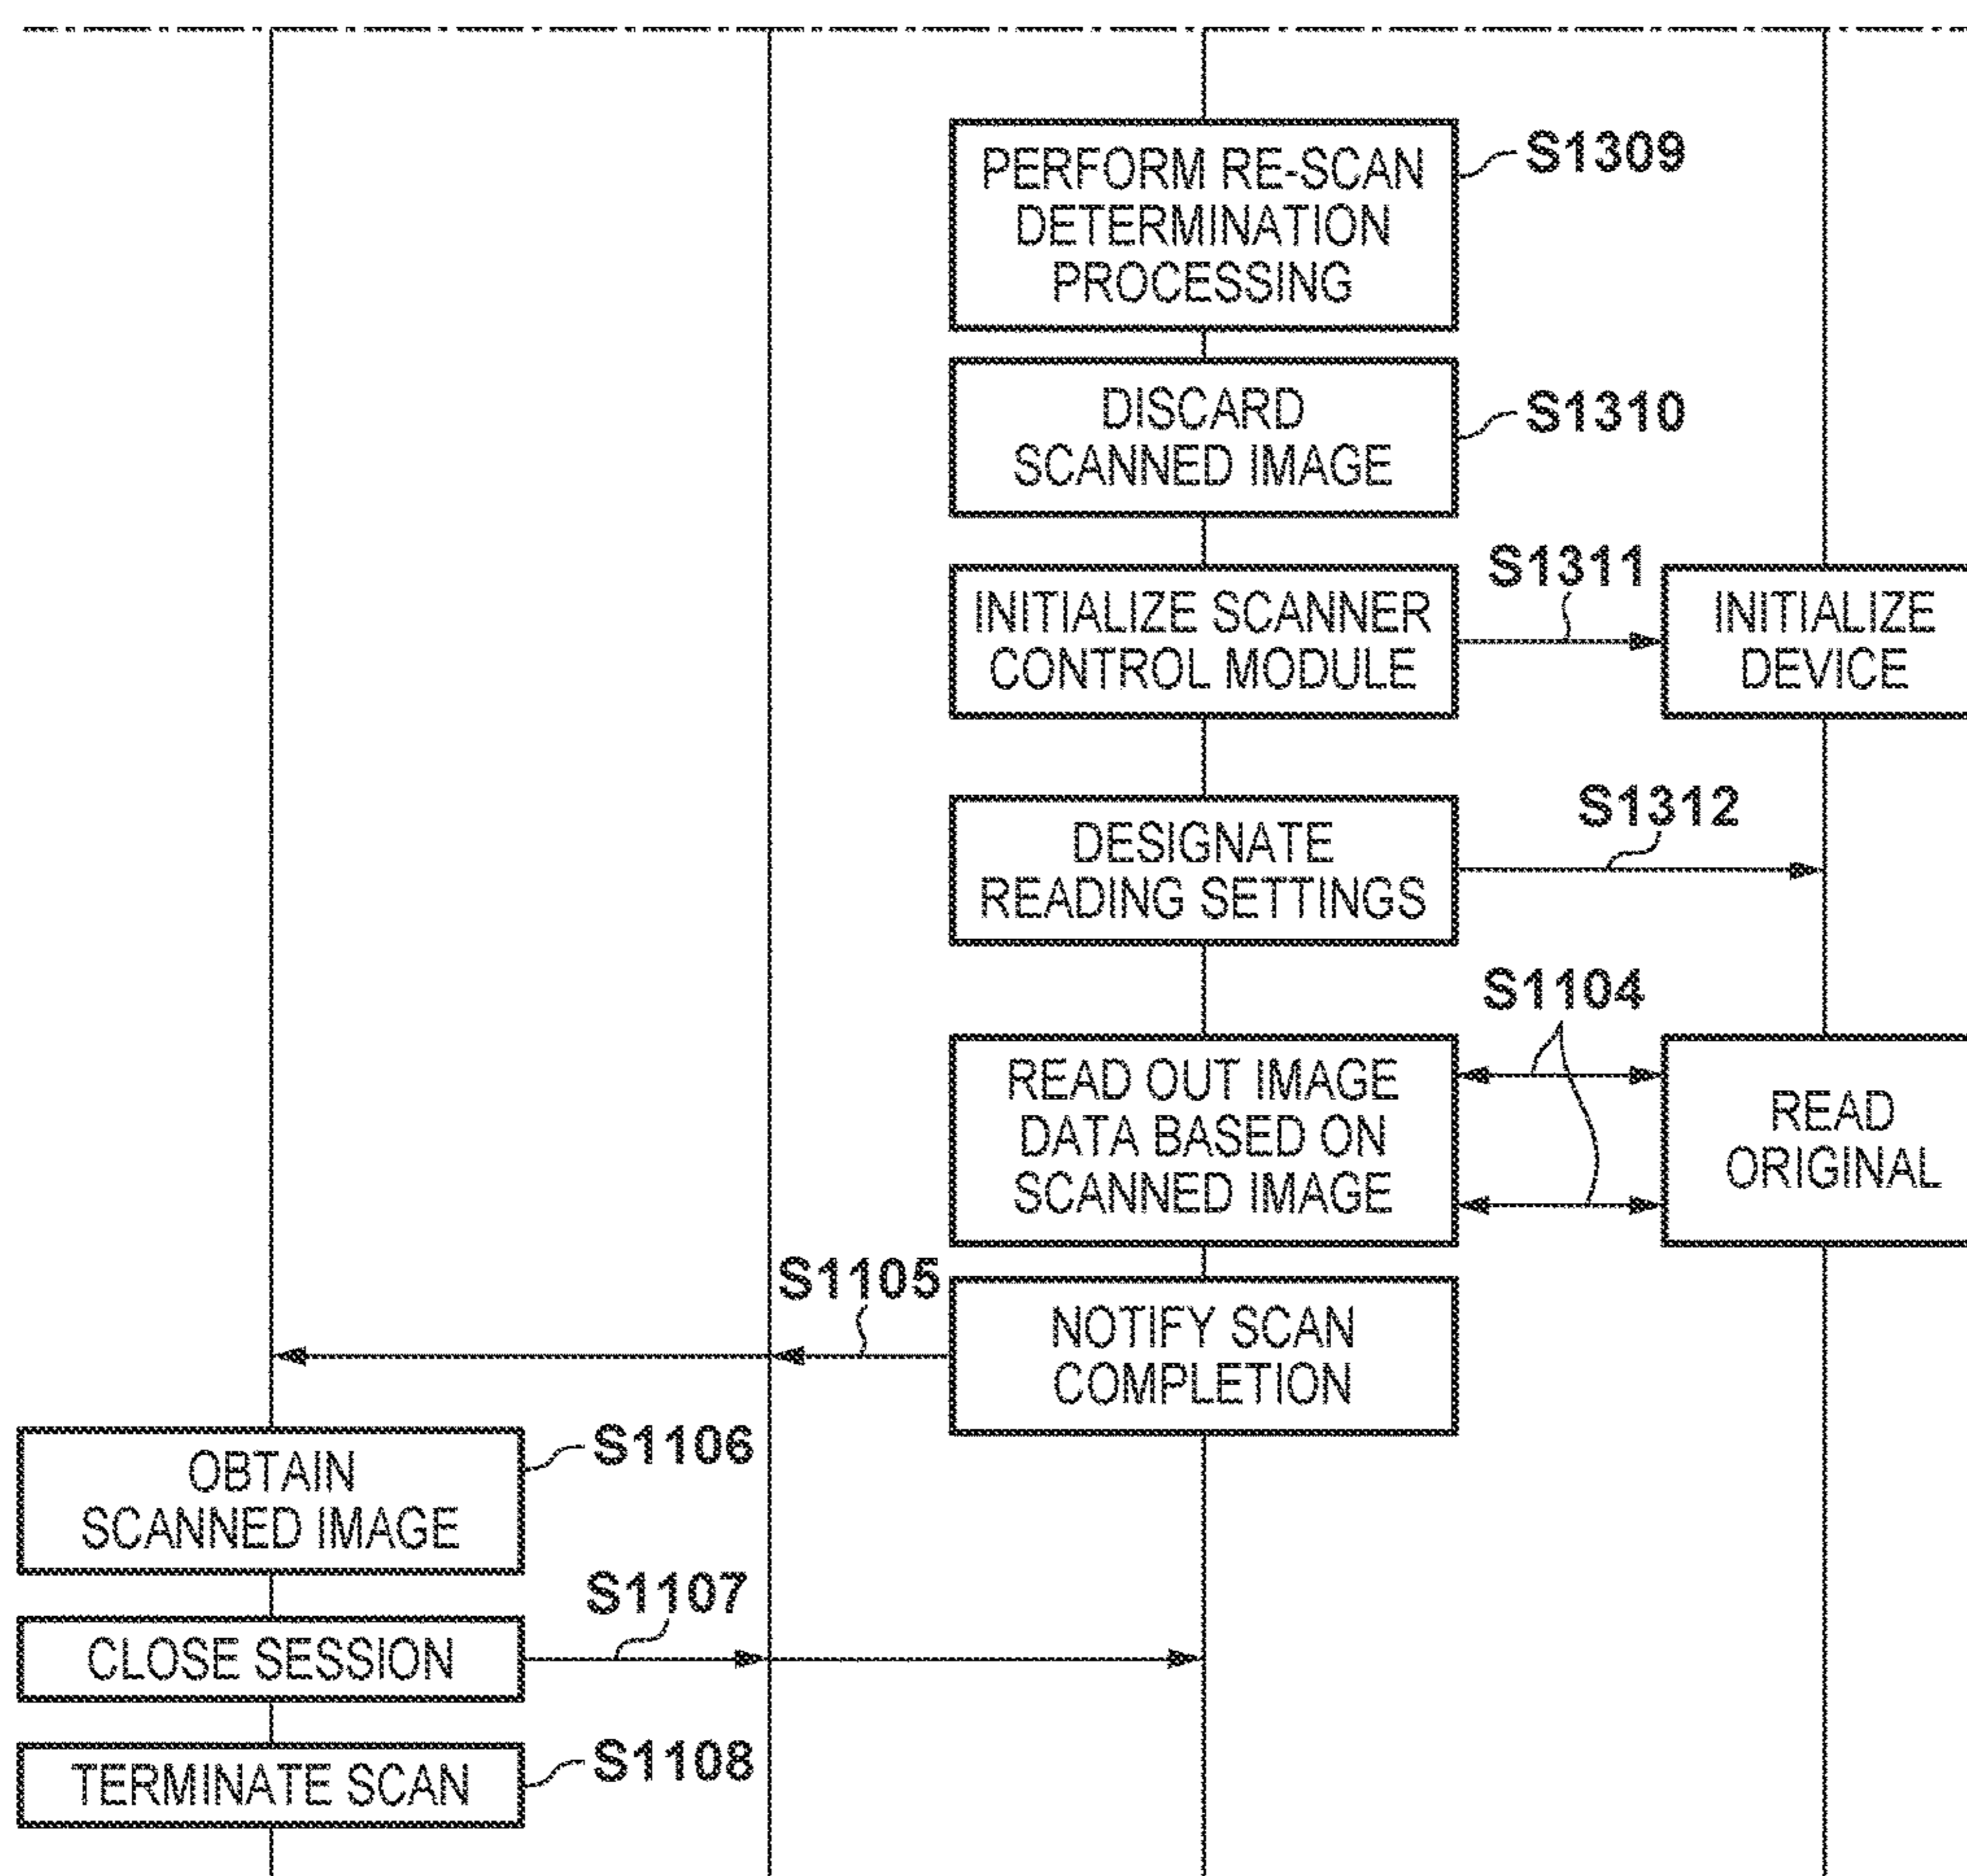 PERFORM RE-SCAN
DETERMINATION
PROCESSING
S1309
DISCARD
SCANNED IMAGE
S1310
INITIALIZE SCANNER
CONTROL MODULE
S1311
INITIALIZE
DEVICE
DESIGNATE
READING SETTINGS
S1312
S1104
READ OUT IMAGE
DATA BASED ON
SCANNED IMAGE
READ
ORIGINAL
S1105
NOTIFY SCAN
COMPLETION
OBTAIN
SCANNED IMAGE
S1106
CLOSE SESSION
S1107
TERMINATE SCAN
S1108